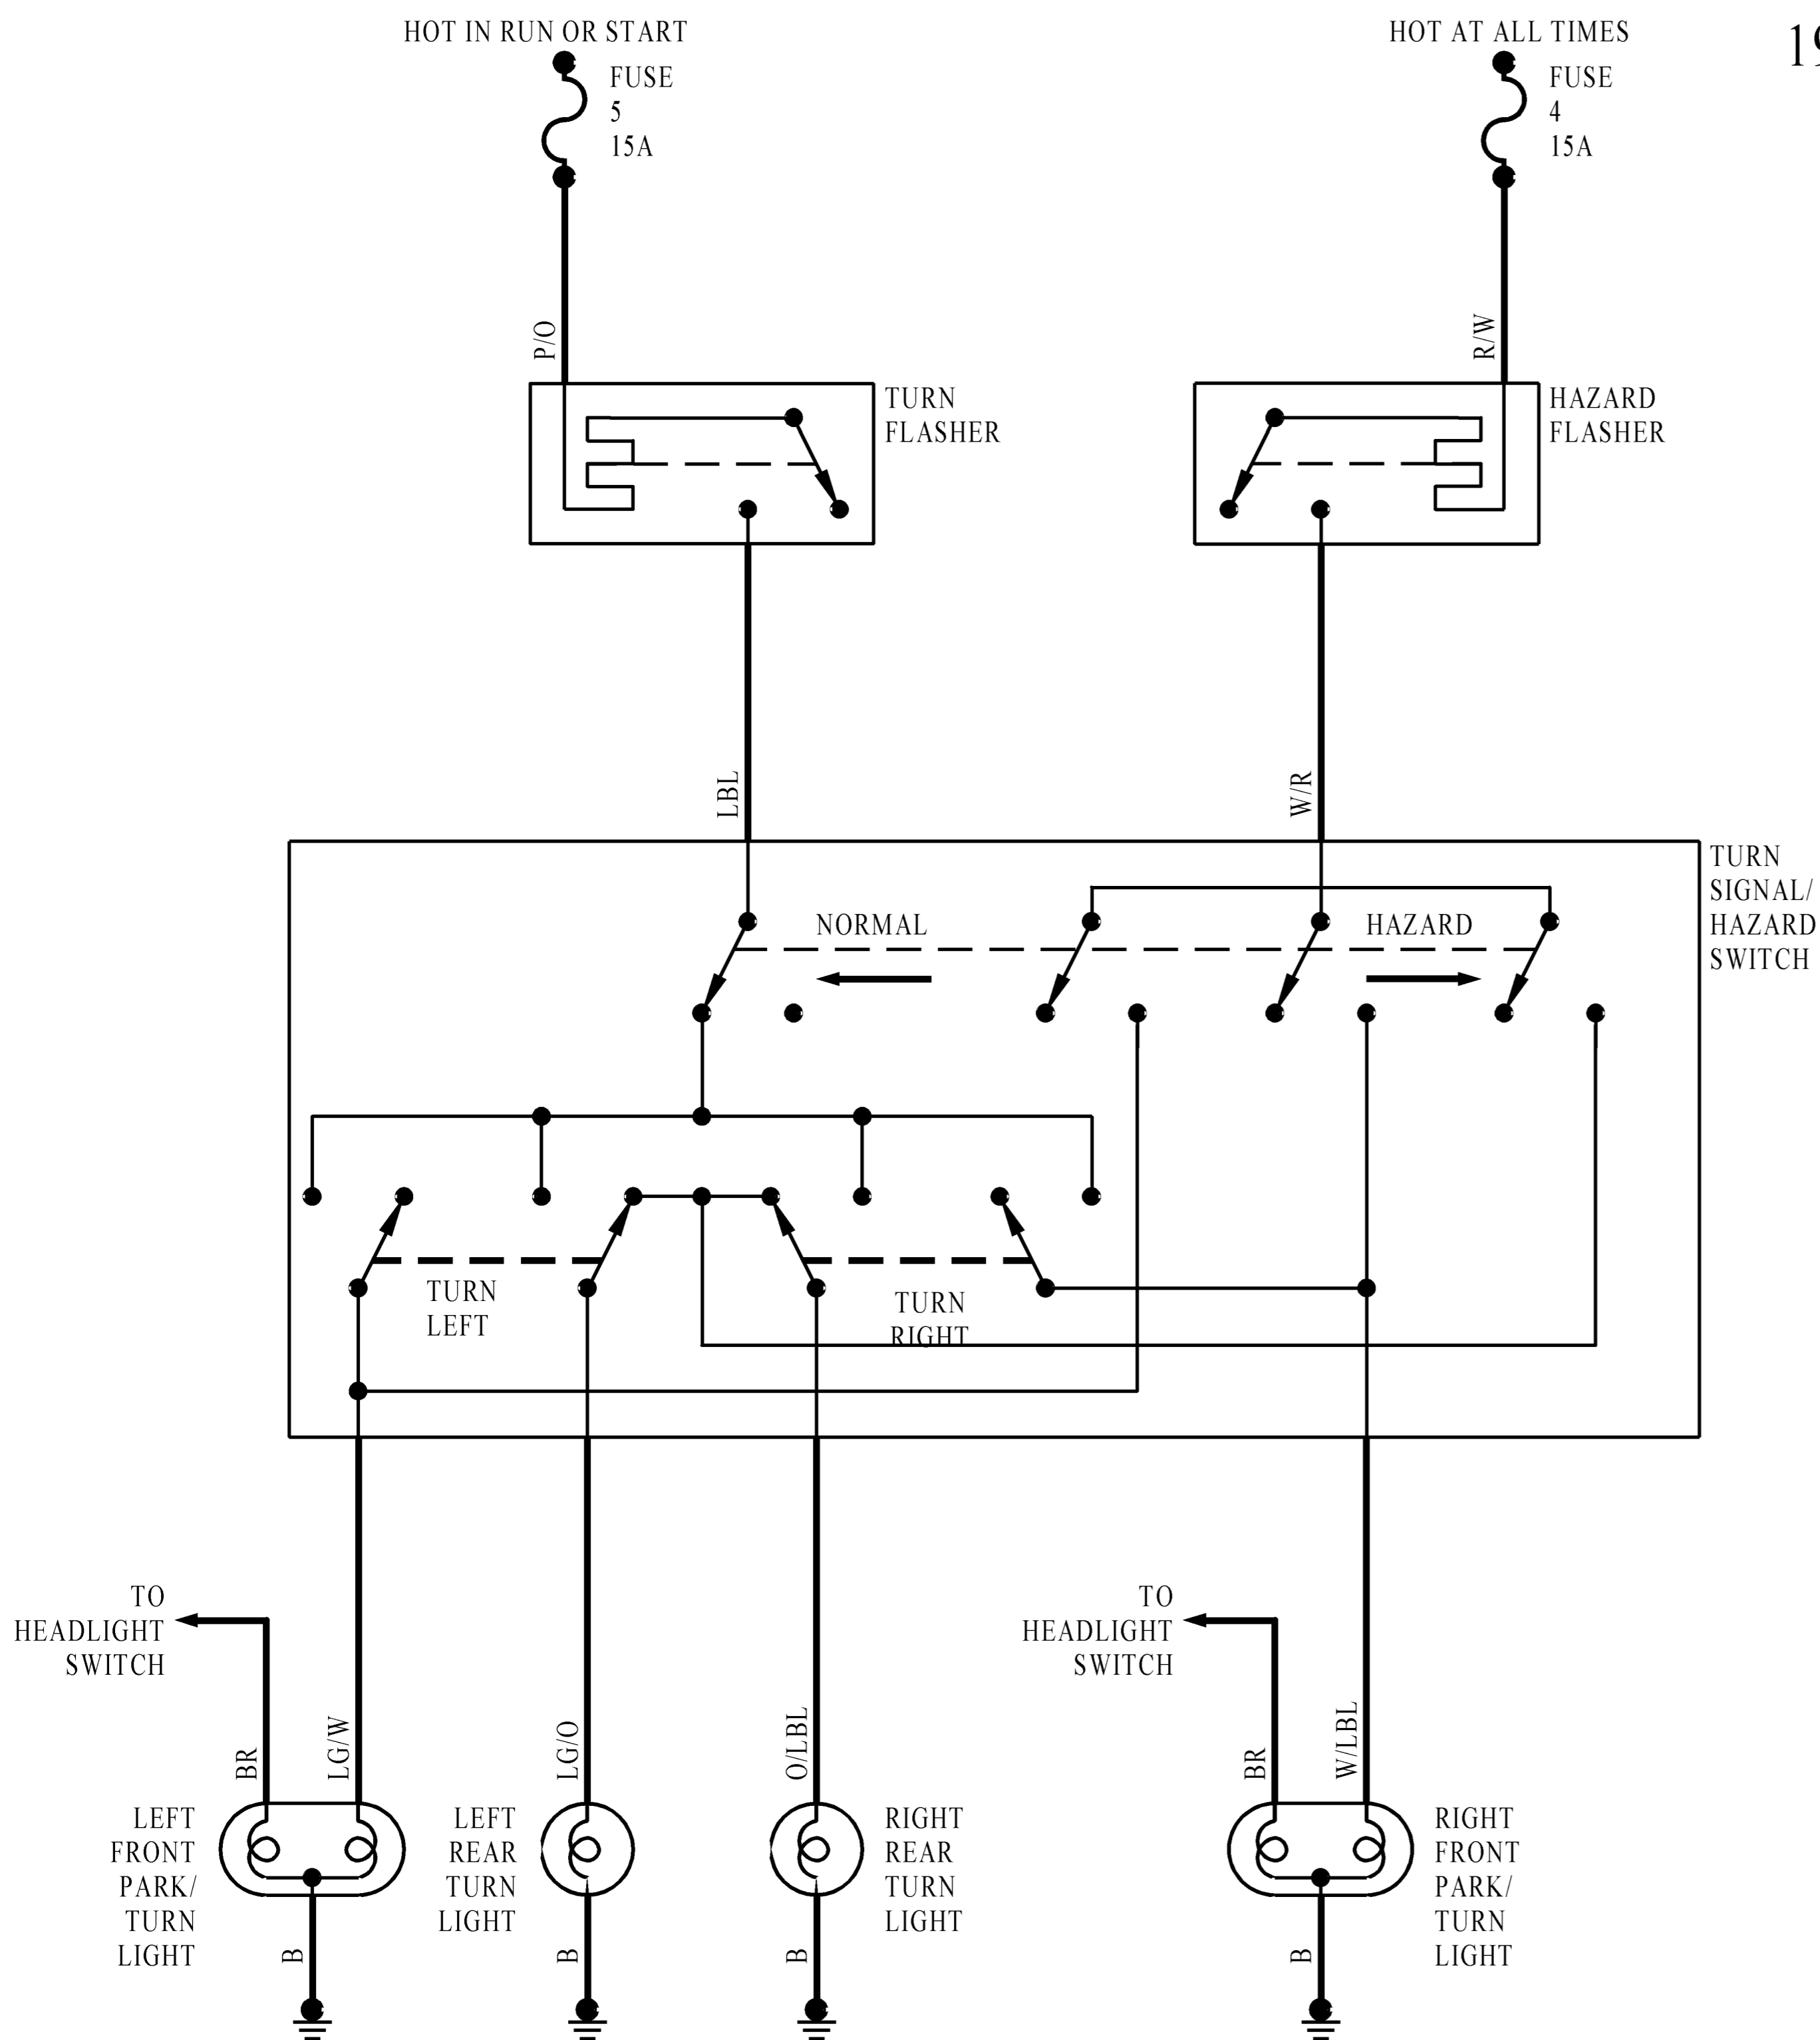 HOT IN RUN OR START
HOT AT ALL TIMES
19
FUSE
5
15A
FUSE
4
15A
P/O
R/W
TURN
FLASHER
HAZARD
FLASHER
LBL
W/R
TURN
SIGNAL/
HAZARD
SWITCH
NORMAL
HAZARD
TURN
LEFT
TURN
RIGHT
TO
HEADLIGHT
SWITCH
TO
HEADLIGHT
SWITCH
BR
LG/W
LG/O
O/LBL
BR
W/LBL
LEFT
FRONT
PARK/
TURN
LIGHT
LEFT
REAR
TURN
LIGHT
RIGHT
REAR
TURN
LIGHT
RIGHT
FRONT
PARK/
TURN
LIGHT
B
B
B
B